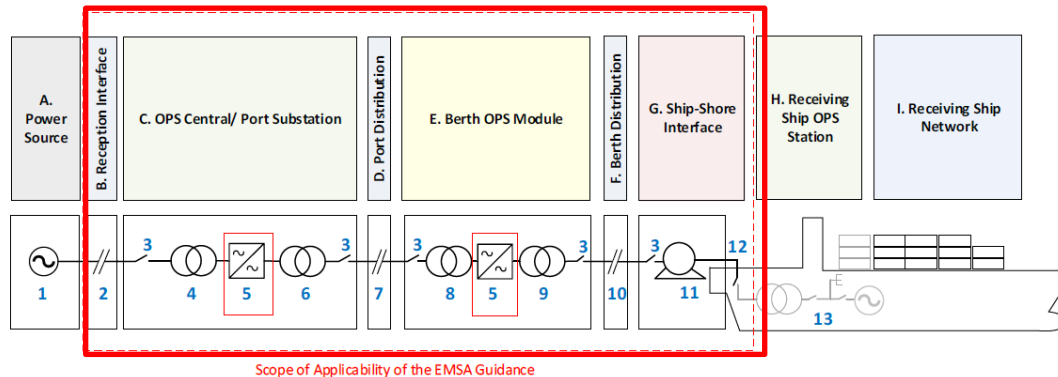 A.
Power
Source
B. Reception Interface
C. OPS Central/ Port Substation
D. Port Distribution
E. Berth OPS Module
F. Berth Distribution
G. Ship-Shore
Interface
H. Receiving
Ship OPS
Station
I. Receiving Ship
Network
3
3
3
3
3
12
1
2
4
5
6
7
8
5
9
10
11
13
Scope of Applicability of the EMSA Guidance